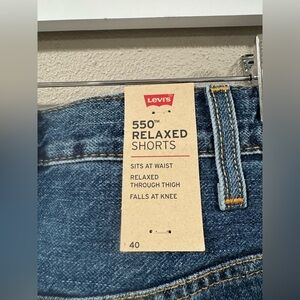 LEVI'S
550™
RELAXED
SHORTS
SITS AT WAIST
RELAXED
THROUGH THIGH
FALLS AT KNEE
40